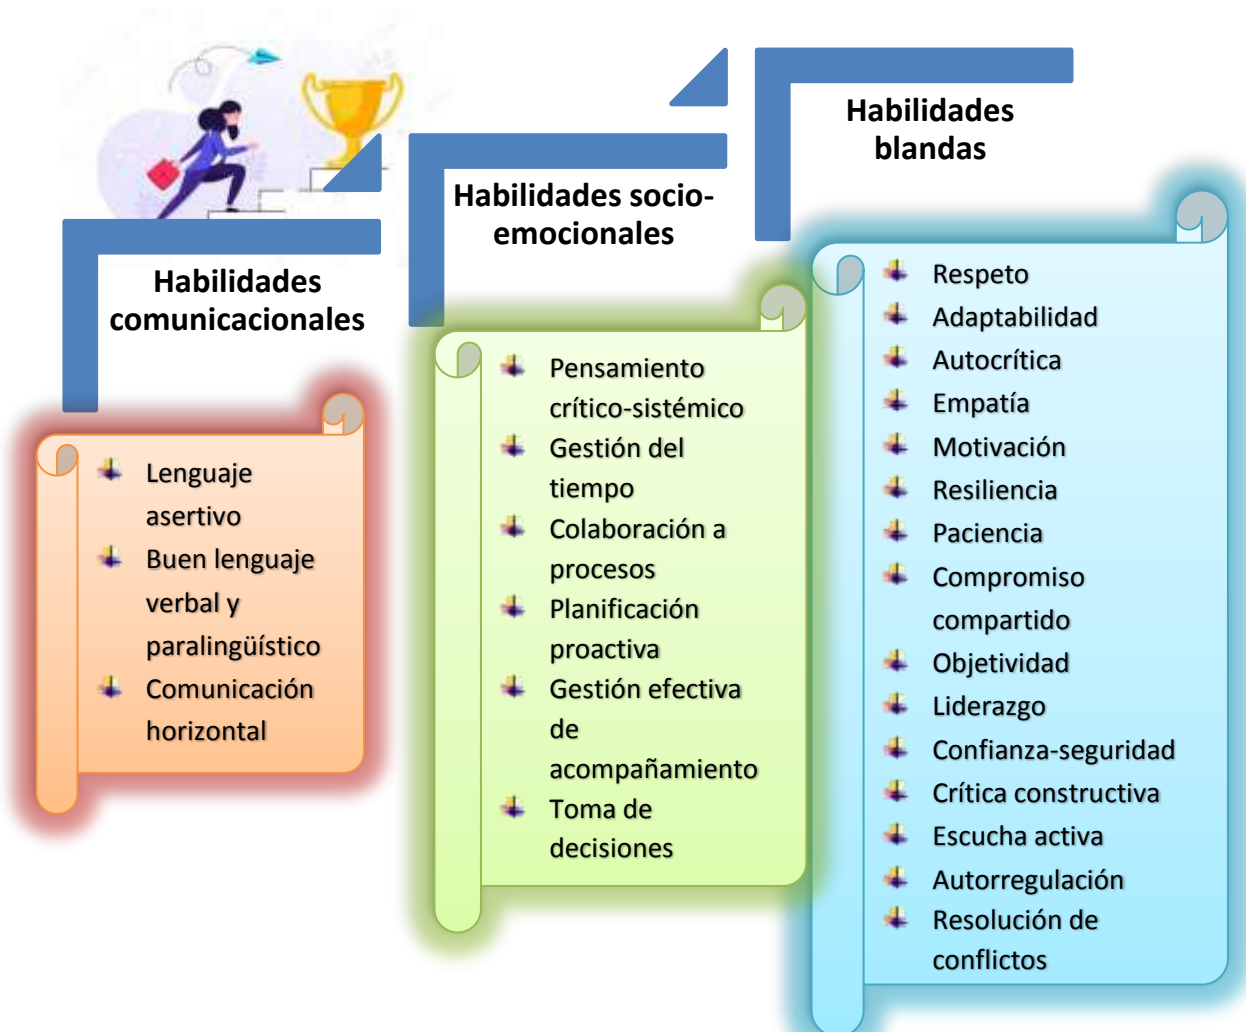 Habilidades
comunicacionales
Lenguaje
asertivo
Buen lenguaje
verbal y
paralingüístico
Comunicación
horizontal
Habilidades socio-
emocionales
Pensamiento
crítico-sistémico
Gestión del
tiempo
Colaboración a
procesos
Planificación
proactiva
Gestión efectiva
de
acompañamiento
Toma de
decisiones
Habilidades
blandas
Respeto
Adaptabilidad
Autocrítica
Empatía
Motivación
Resiliencia
Paciencia
Compromiso
compartido
Objetividad
Liderazgo
Confianza-seguridad
Crítica constructiva
Escucha activa
Autorregulación
Resolución de
conflictos